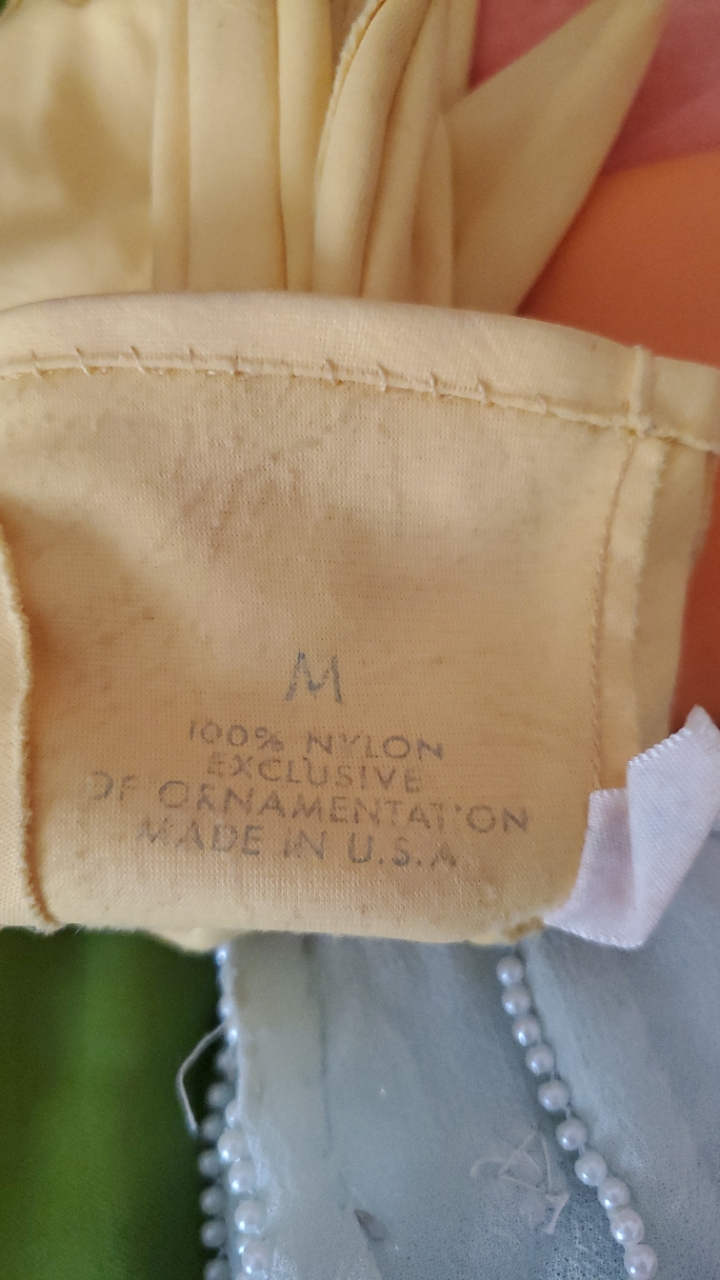 M
100% NYLON
EXCLUSIVE
OF ORNAMENTATION
MADE IN U.S.A.